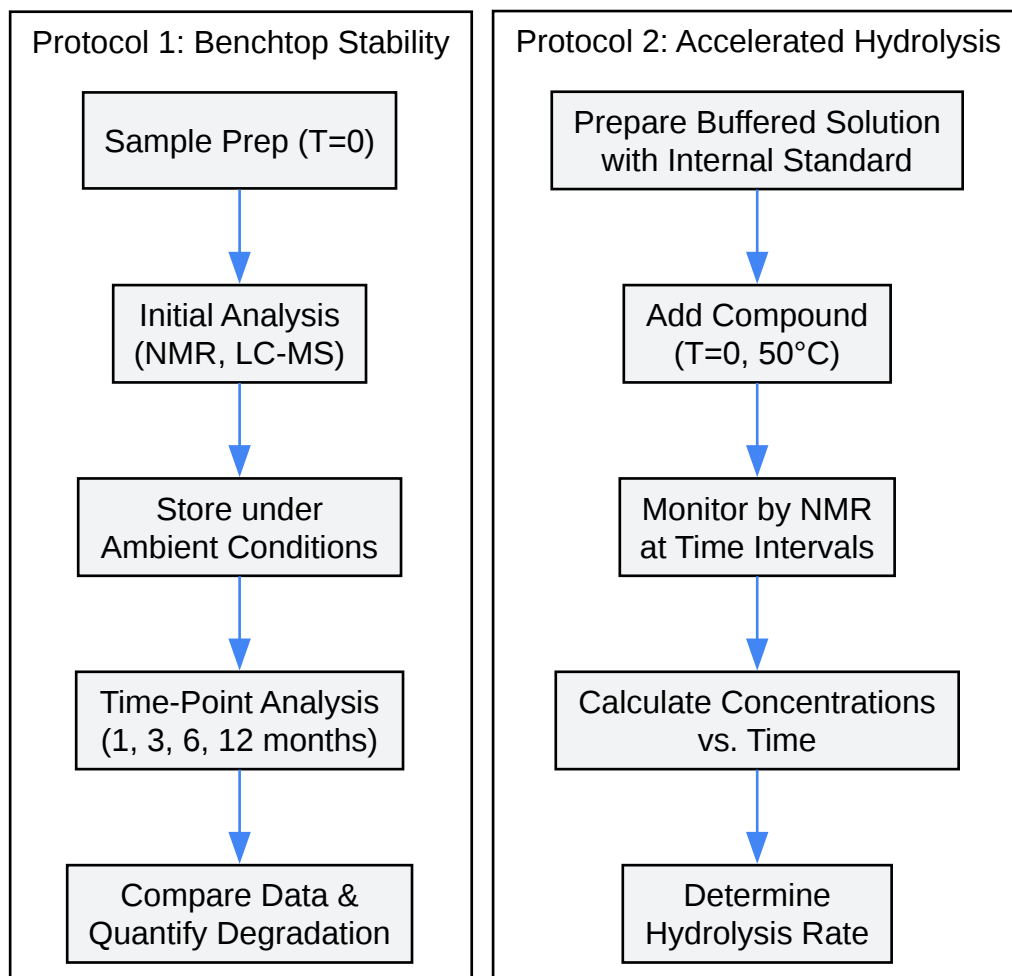 Protocol 1: Benchtop Stability
Sample Prep (T=0)
Initial Analysis
(NMR, LC-MS)
Store under
Ambient Conditions
Time-Point Analysis
(1, 3, 6, 12 months)
Compare Data &
Quantify Degradation
Protocol 2: Accelerated Hydrolysis
Prepare Buffered Solution
with Internal Standard
Add Compound
(T=0, 50°C)
Monitor by NMR
at Time Intervals
Calculate Concentrations
vs. Time
Determine
Hydrolysis Rate